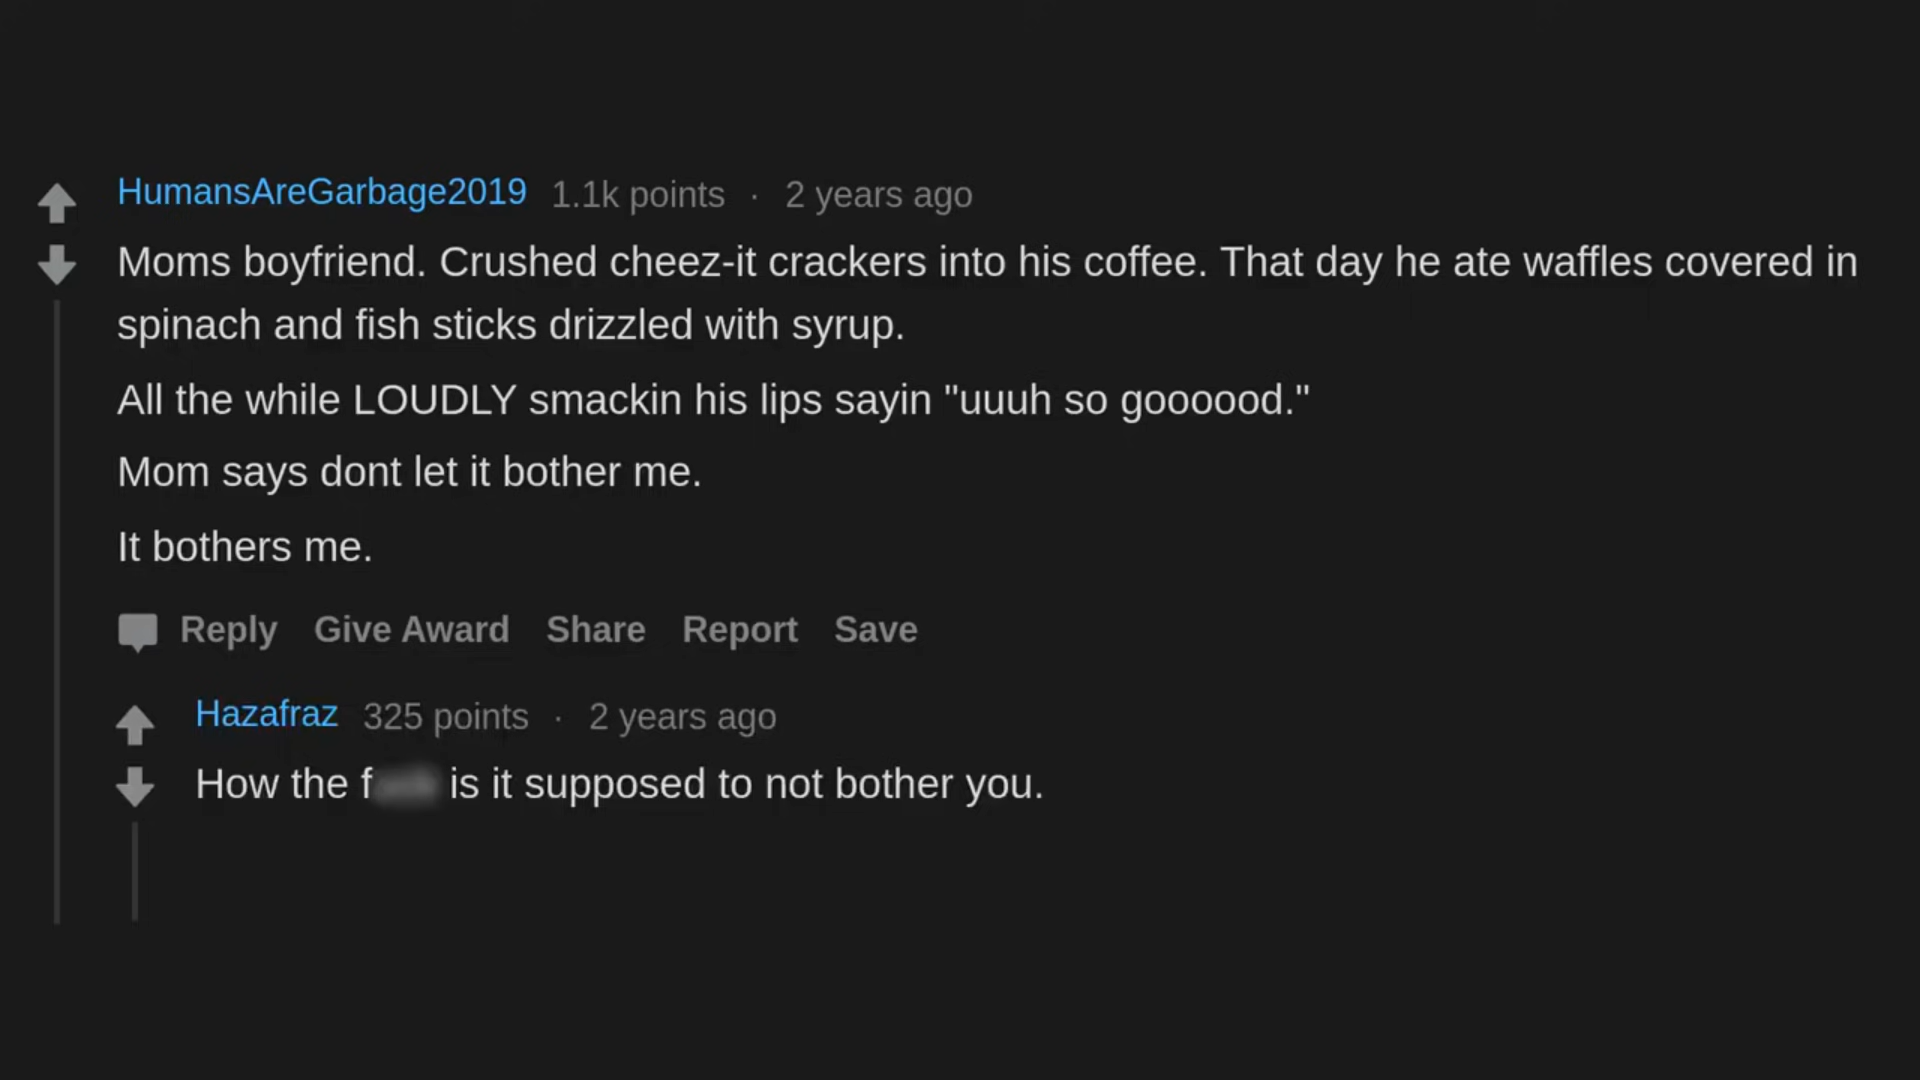 HumansAreGarbage2019 1.1k points · 2 years ago
Moms boyfriend. Crushed cheez-it crackers into his coffee. That day he ate waffles covered in
spinach and fish sticks drizzled with syrup.
All the while LOUDLY smackin his lips sayin "uuuh so goooood."
Mom says dont let it bother me.
It bothers me.
Reply Give Award Share Report Save
Hazafraz 325 points · 2 years ago
How the f is it supposed to not bother you.